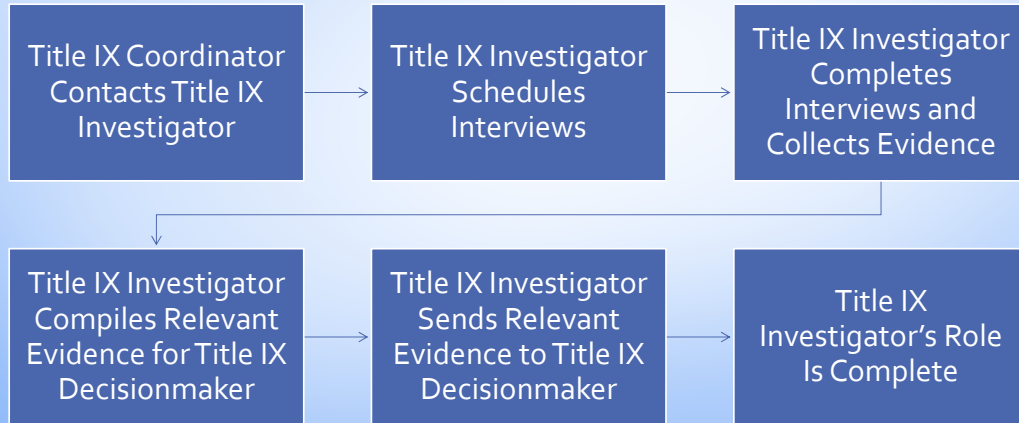 Title IX Coordinator
Contacts Title IX
Investigator
Title IX Investigator
Schedules
Interviews
Title IX Investigator
Completes
Interviews and
Collects Evidence
Title IX Investigator
Compiles Relevant
Evidence for Title IX
Decisionmaker
Title IX Investigator
Sends Relevant
Evidence to Title IX
Decisionmaker
Title IX
Investigator’s Role
Is Complete